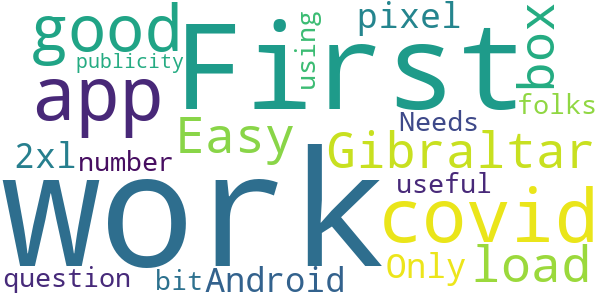 good
publicity
First
using
pixel
box
app
folks
Easy
Needs
Gibraltar
2xl
number
work
useful
covid
Only
load
question
bit
Android